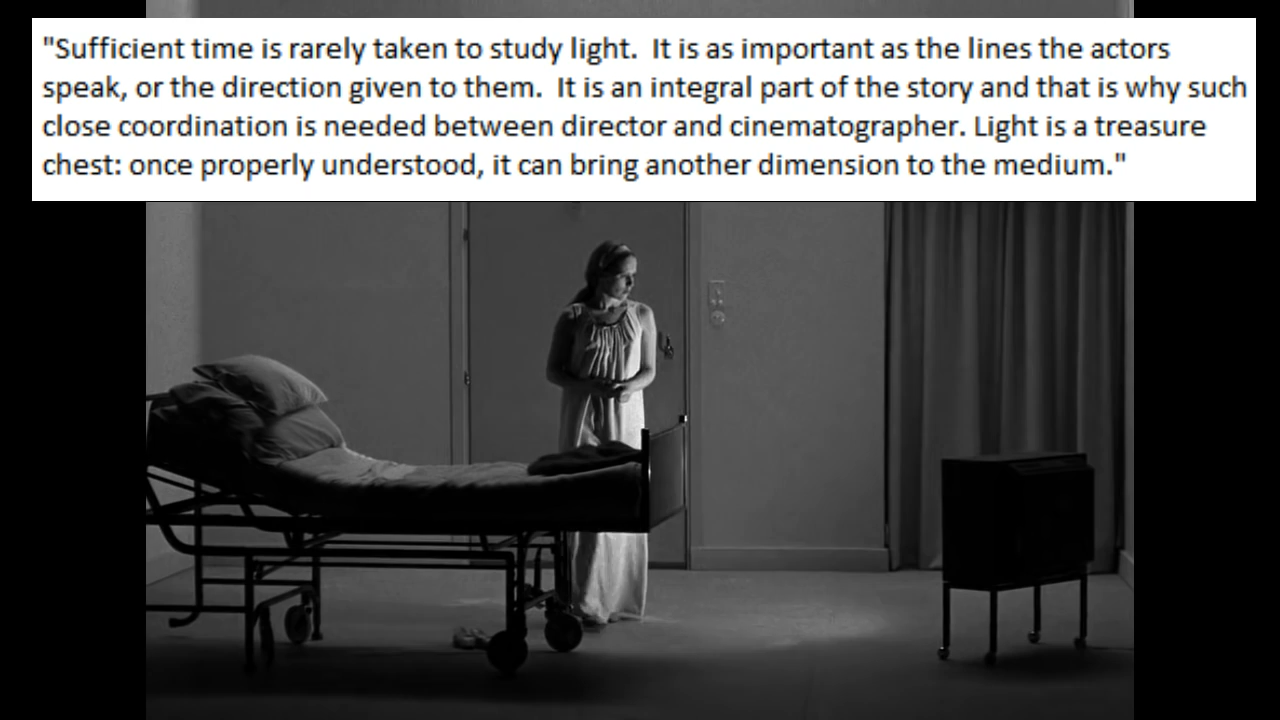 "Sufficient time is rarely taken to study light.  It is as important as the lines the actors
speak, or the direction given to them.  It is an integral part of the story and that is why such
close coordination is needed between director and cinematographer. Light is a treasure
chest: once properly understood, it can bring another dimension to the medium."